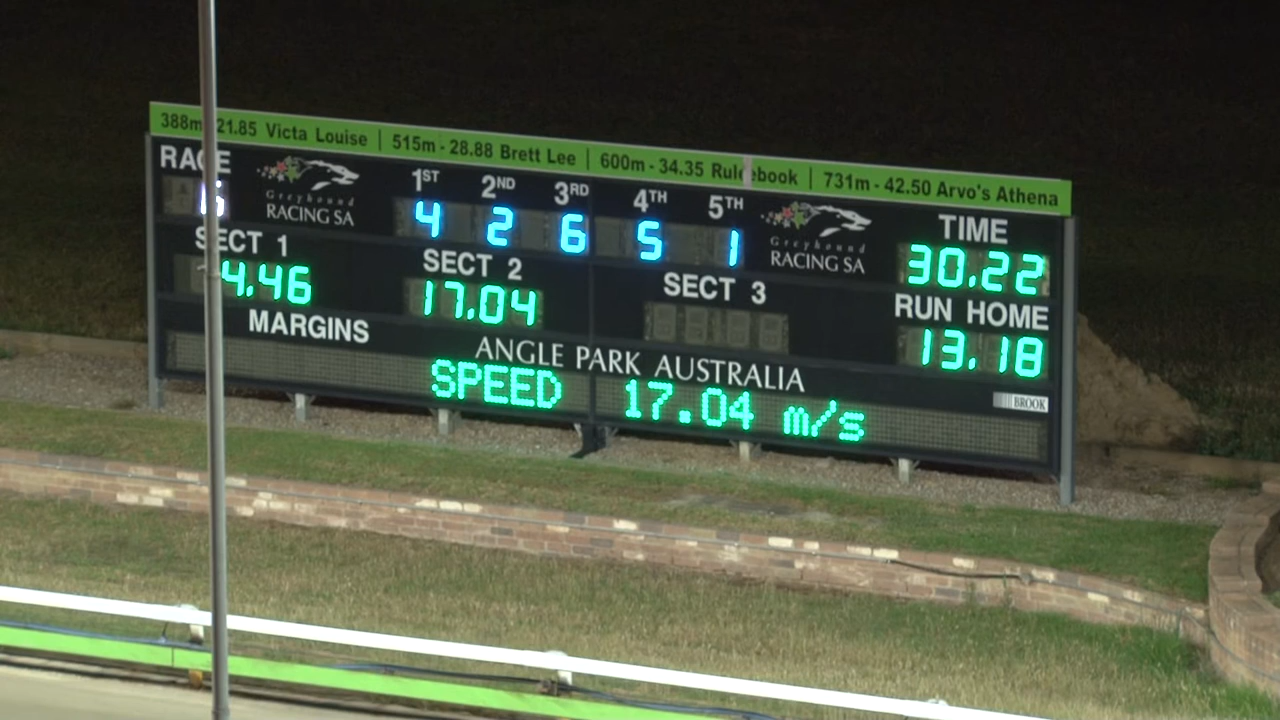 388m 21.85 Victa Louise | 515m - 28.88 Brett Lee | 600m - 34.35 Rulebook | 731m - 42.50 Arvo's Athena
RACE
Greyhound
RACING SA
1ST 2ND 3RD 4TH 5TH
4 2 6 5 1
Greyhound
RACING SA
TIME
30.22
SECT 1
4.46
SECT 2
17.04
SECT 3
RUN HOME
13.18
MARGINS
ANGLE PARK AUSTRALIA
SPEED 17.04 m/s
BROOK